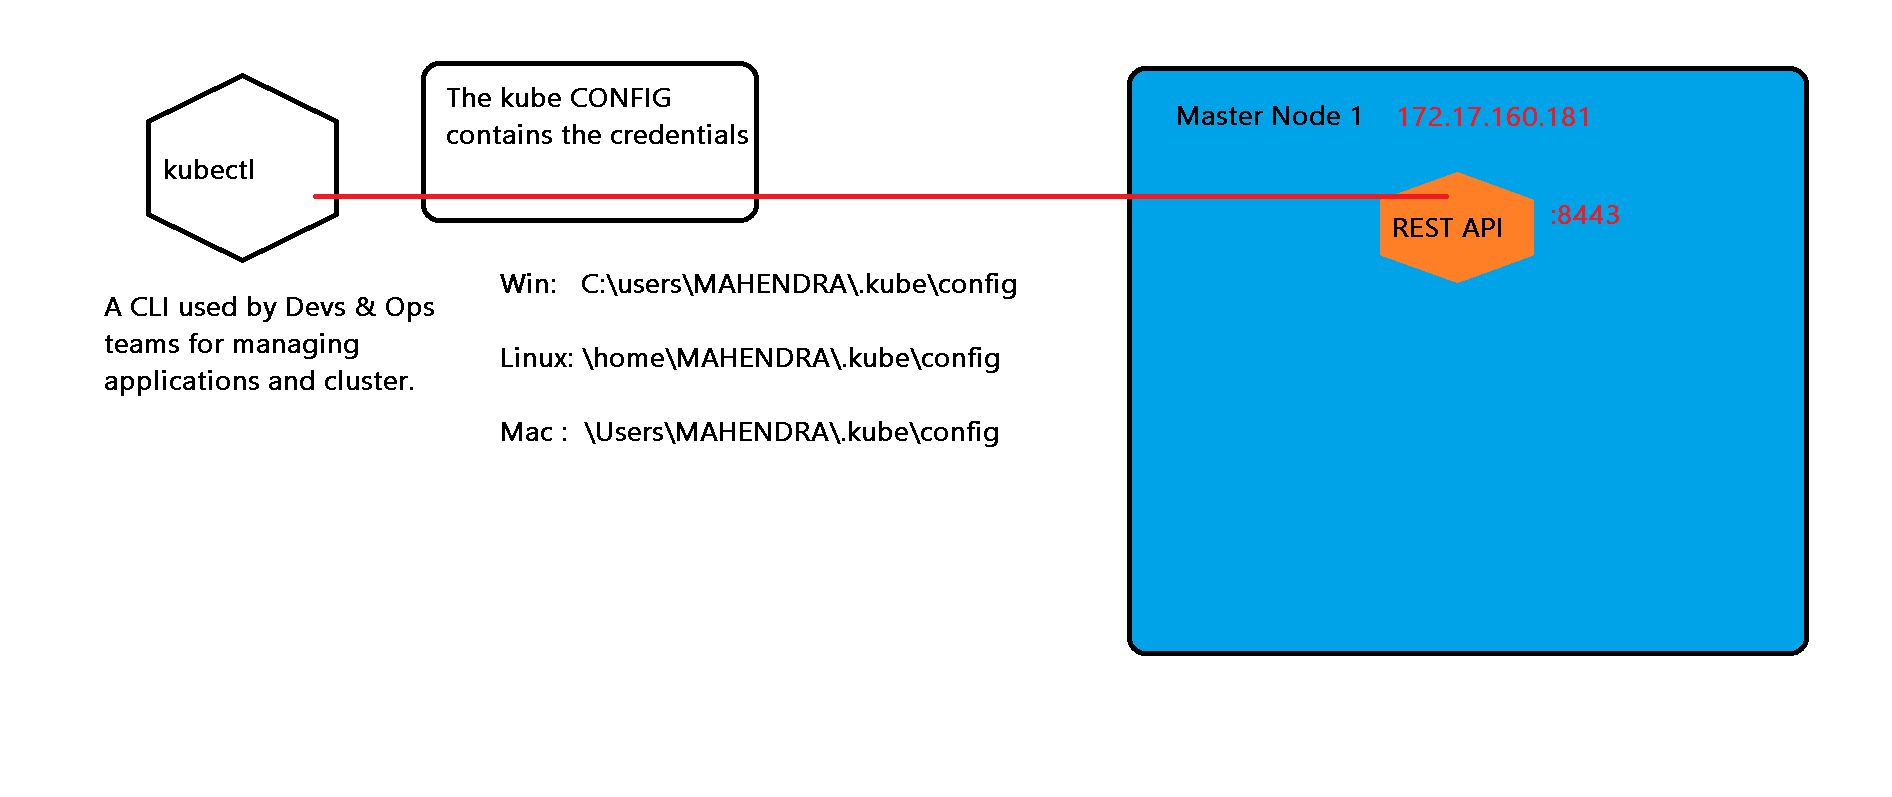 kubectl
A CLI used by Devs & Ops
teams for managing
applications and cluster.
The kube CONFIG
contains the credentials
Win: C:\users\MAHENDRA\.kube\config
Linux: \home\MAHENDRA\.kube\config
Mac : \Users\MAHENDRA\.kube\config
Master Node 1 172.17.160.181
REST API :8443